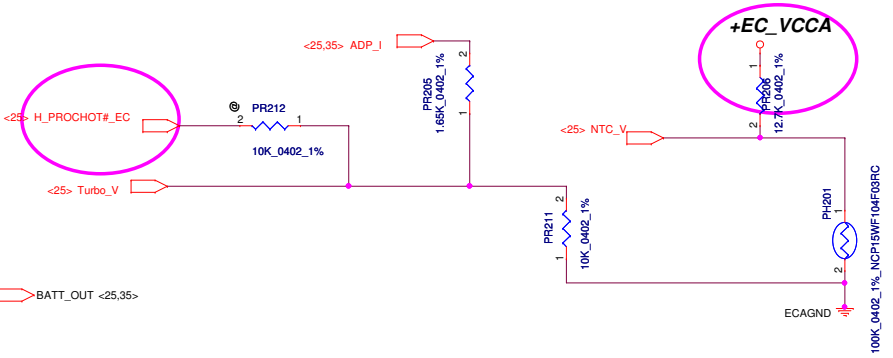 +EC_VCCA
1
PR206
12.7K_0402_1%
2
<25,35> ADP_I
2
PR205
1.65K_0402_1%
1
<25> H_PROCHOT#_EC
@
PR212
2
1
10K_0402_1%
<25> NTC_V
<25> Turbo_V
2
PR211
10K_0402_1%
1
PH201
1
2
100K_0402_1%_NCP15WF104F03RC
BATT_OUT <25,35>
ECAGND